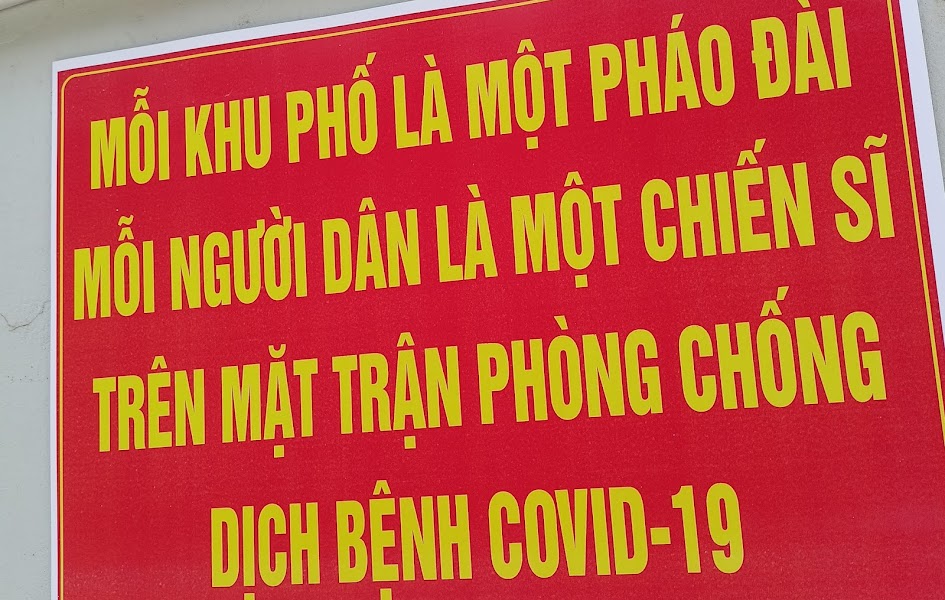 MỖI KHU PHỐ LÀ MỘT PHÁO ĐÀI
MỖI NGƯỜI DÂN LÀ MỘT CHIẾN SĨ
TRÊN MẶT TRẬN PHÒNG CHỐNG
DỊCH BỆNH COVID-19